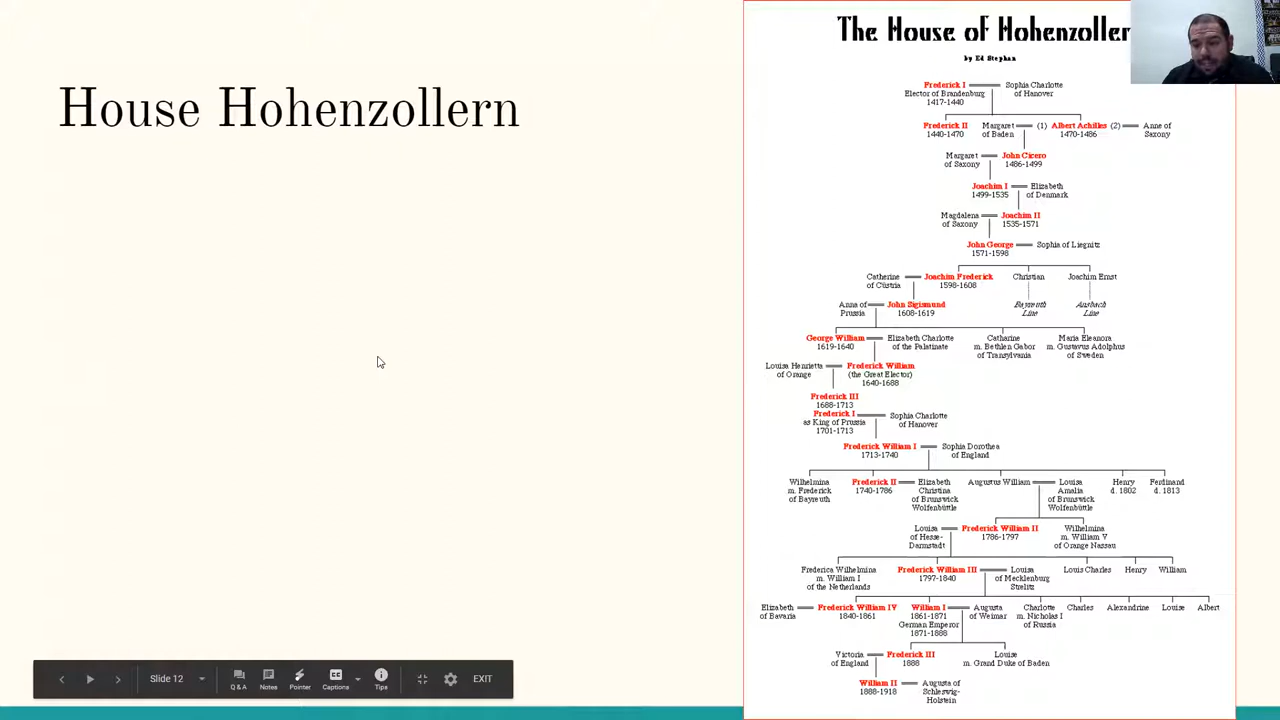 House Hohenzollern
The House of Hohenzoller
by Ed Stephan
Frederick I Sophia Charlotte
Elector of Brandenburg of Hanover
1417-1440
Frederick II Margaret (1) Albert Achilles (2) Anne of
1440-1470 of Baden 1470-1486 Saxony
Margaret John Cicero
of Saxony 1486-1499
Joachim I Elizabeth
1499-1535 of Denmark
Magdalena Joachim II
of Saxony 1535-1571
John George Sophia of Liegnitz
1571-1598
Catherine Joachim Frederick Christian Joachim Ernst
of Cüstria 1598-1608
Anna of John Sigismund Bayreuth Ansbach
Prussia 1608-1619 Line Line
George William Elizabeth Charlotte Catharine Maria Eleanora
1619-1640 of the Palatinate m. Bethlen Gabor m. Gustavus Adolphus
of Transylvania of Sweden
Louisa Henrietta Frederick William
of Orange (the Great Elector)
1640-1688
Frederick III
1688-1713
Frederick I Sophia Charlotte
as King of Prussia of Hanover
1701-1713
Frederick William I Sophia Dorothea
1713-1740 of England
Wilhelmina Frederick II Elizabeth Augustus William Louisa Henry Ferdinand
m. Frederick 1740-1786 Christina Amalia d. 1802 d. 1813
of Bayreuth of Brunswick of Brunswick
Wolfenbüttle Wolfenbüttle
Louisa Frederick William II Wilhelmina
of Hesse- 1786-1797 m. William V
Darmstadt of Orange Nassau
Frederica Wilhelmina Frederick William III Louisa Louis Charles Henry William
m. William I 1797-1840 of Mecklenburg
of the Netherlands Strelitz
Elizabeth Frederick William IV William I Augusta Charlotte Charles Alexandrine Louise Albert
of Bavaria 1840-1861 1861-1871 of Weimar m. Nicholas I
German Emperor of Russia
1871-1888
Victoria Frederick III Louise
of England 1888 m. Grand Duke of Baden
William II Augusta of
1888-1918 Schleswig-
Holstein
Slide 12
Q & A Notes Pointer Captions Tips EXIT